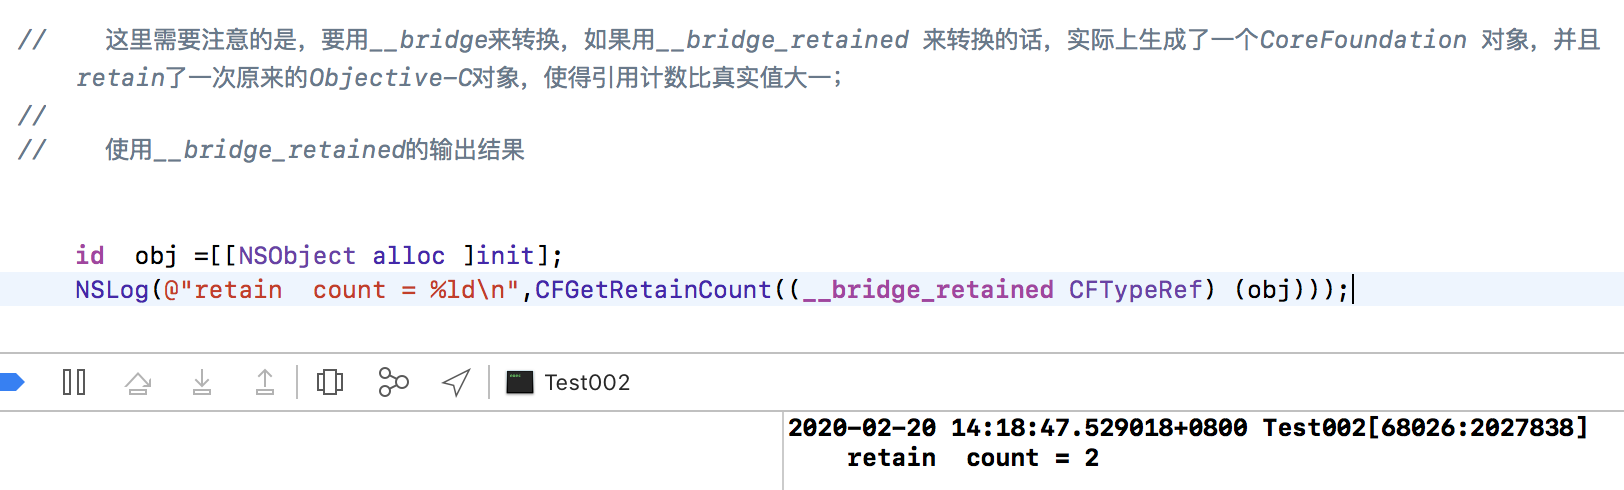 //    这里需要注意的是，要用__bridge来转换，如果用__bridge_retained 来转换的话，实际上生成了一个CoreFoundation 对象，并且
retain了一次原来的Objective-C对象，使得引用计数比真实值大一；
//
//    使用__bridge_retained的输出结果
id  obj =[[NSObject alloc ]init];
NSLog(@"retain  count = %ld\n",CFGetRetainCount((__bridge_retained CFTypeRef) (obj)));
Test002
2020-02-20 14:18:47.529018+0800 Test002[68026:2027838]
retain  count = 2